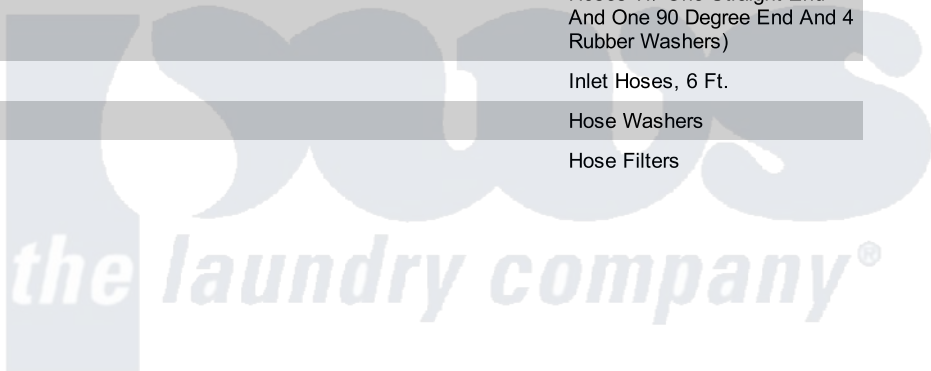 And One 90 Degree End And 4
Rubber Washers)
Inlet Hoses, 6 Ft.
Hose Washers
Hose Filters
pws
the laundry company®